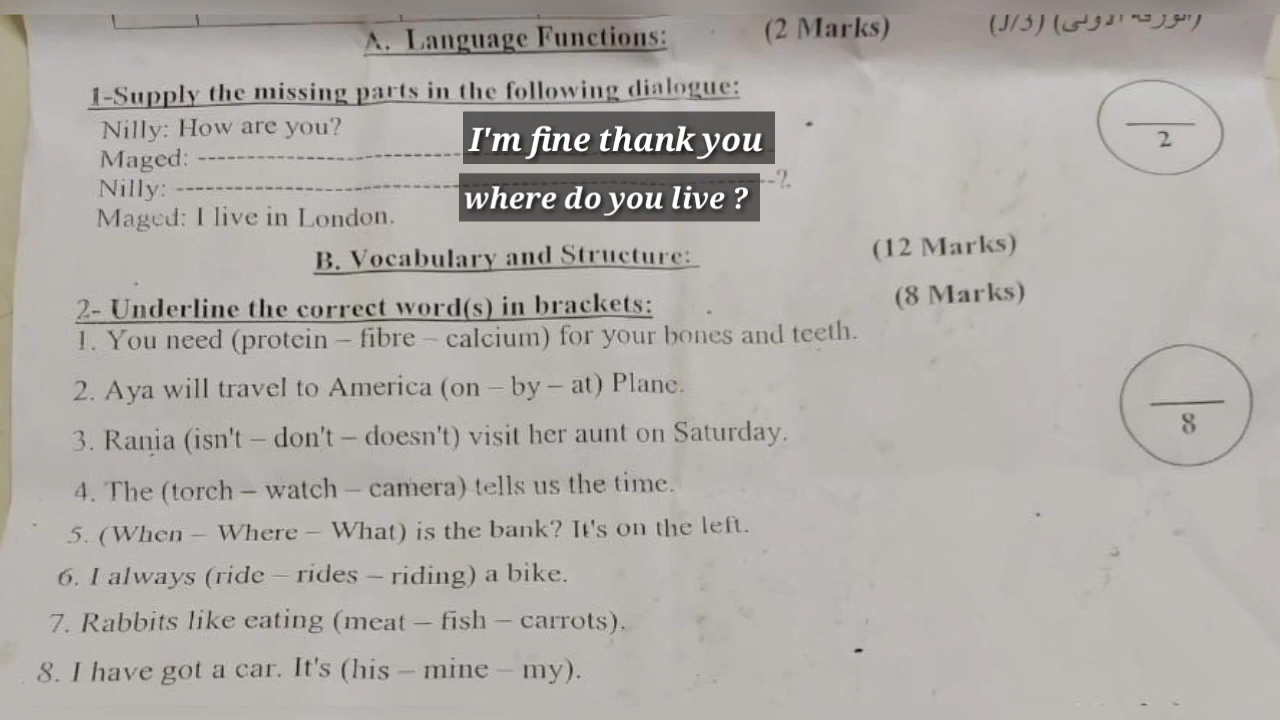 A. Language Functions:
(2 Marks)
(3/1) (الورقة الأولى)
1-Supply the missing parts in the following dialogue:
Nilly: How are you?
Maged: ---------------------------
I'm fine thank you
Nilly: ------------------------------------------------------------?.
where do you live ?
Maged: I live in London.
2
B. Vocabulary and Structure:
(12 Marks)
2- Underline the correct word(s) in brackets:
(8 Marks)
1. You need (protein – fibre – calcium) for your bones and teeth.
2. Aya will travel to America (on – by – at) Plane.
3. Rania (isn't – don't – doesn't) visit her aunt on Saturday.
8
4. The (torch – watch – camera) tells us the time.
5. (When – Where – What) is the bank? It's on the left.
6. I always (ride – rides – riding) a bike.
7. Rabbits like eating (meat – fish – carrots).
8. I have got a car. It's (his – mine – my).